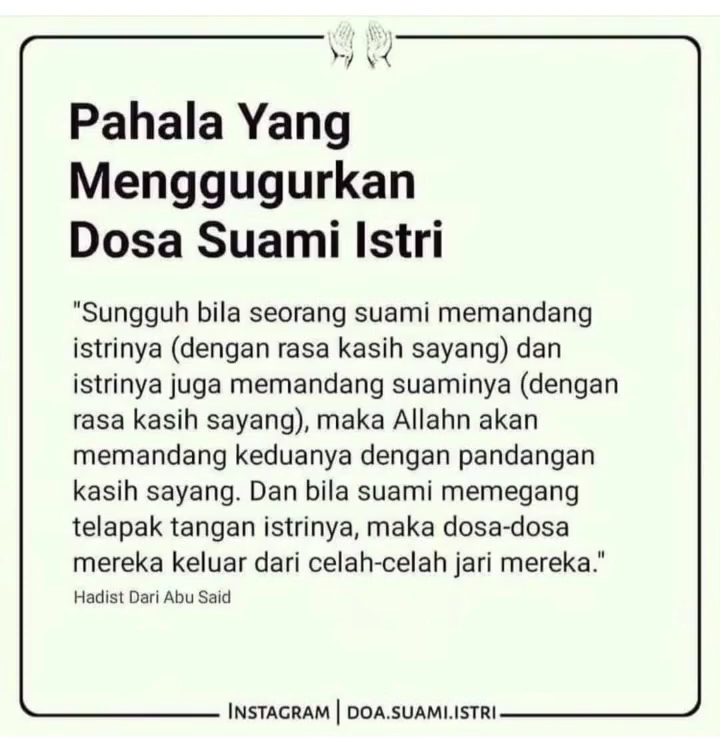 Pahala Yang
Menggugurkan
Dosa Suami Istri
"Sungguh bila seorang suami memandang
istrinya (dengan rasa kasih sayang) dan
istrinya juga memandang suaminya (dengan
rasa kasih sayang), maka Allahn akan
memandang keduanya dengan pandangan
kasih sayang. Dan bila suami memegang
telapak tangan istrinya, maka dosa-dosa
mereka keluar dari celah-celah jari mereka."
Hadist Dari Abu Said
INSTAGRAM | DOA.SUAMI.ISTRI